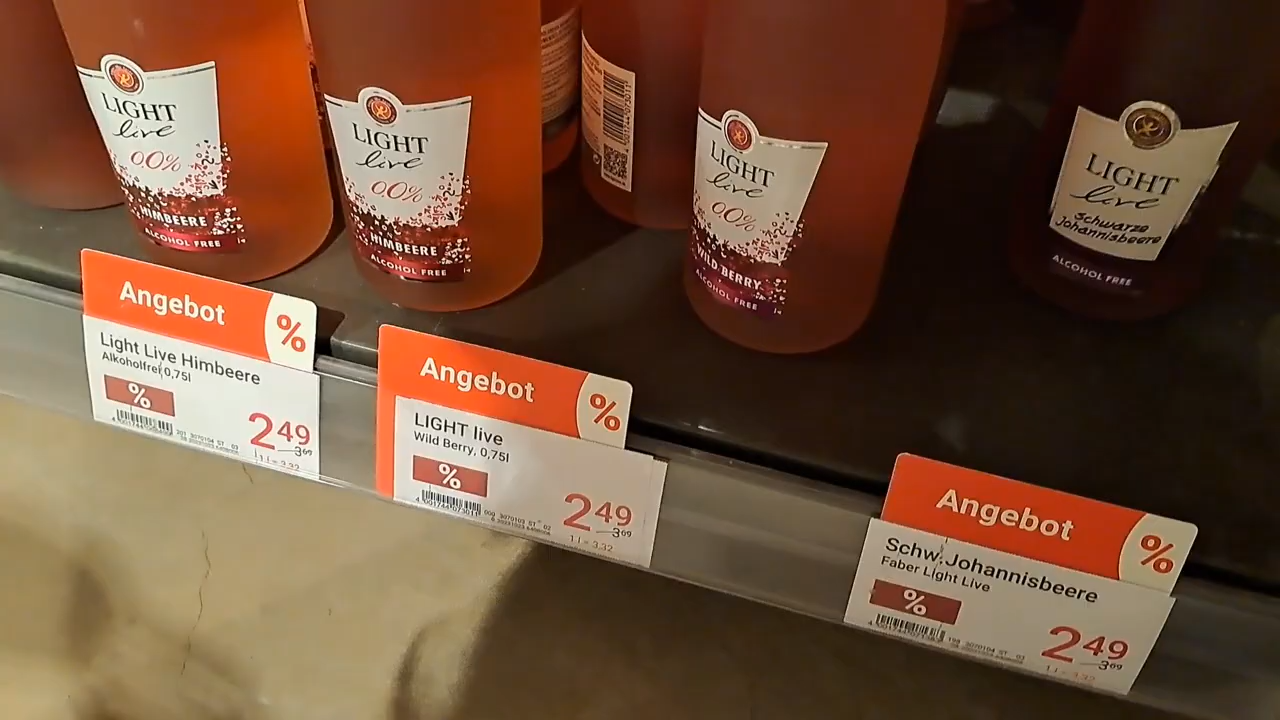 LIGHT
live
0.0%
HIMBEERE
ALCOHOL FREE
LIGHT
live
0.0%
HIMBEERE
ALCOHOL FREE
LIGHT
live
0.0%
WILD BERRY
ALCOHOL FREE
LIGHT
live
Schwarze
Johannisbeere
ALCOHOL FREE
Angebot %
Light Live Himbeere
Alkoholfrei 0,75l
%
2 49
3 69
1 l = 3.32
Angebot %
LIGHT live
Wild Berry, 0,75l
%
2 49
3 69
1 l = 3.32
Angebot %
Schw. Johannisbeere
Faber Light Live
%
2 49
3 69
1 l = 3.32